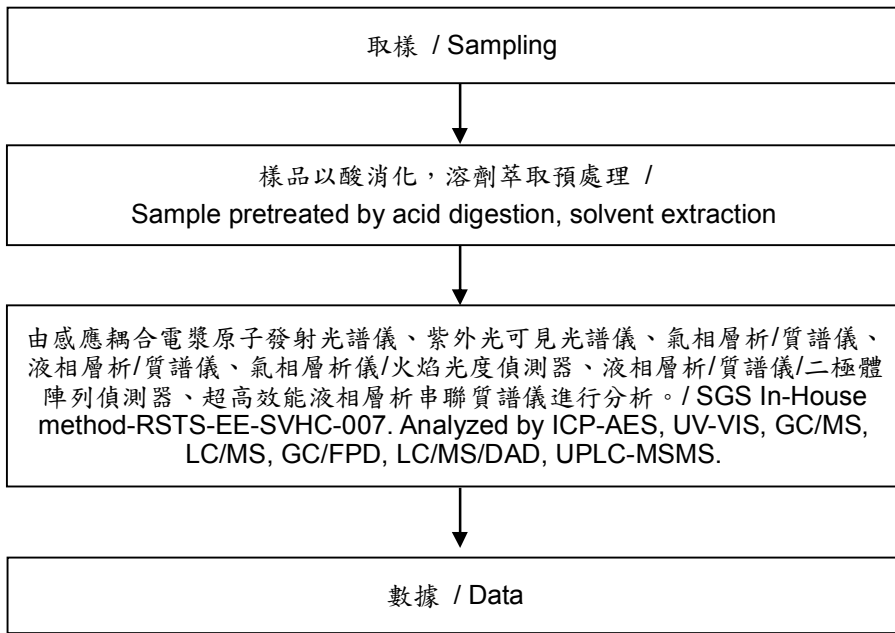 取樣 / Sampling
樣品以酸消化，溶劑萃取預處理 /
Sample pretreated by acid digestion, solvent extraction
由感應耦合電漿原子發射光譜儀、紫外光可見光譜儀、氣相層析/質譜儀、
液相層析/質譜儀、氣相層析儀/火焰光度偵測器、液相層析/質譜儀/二極體
陣列偵測器、超高效能液相層析串聯質譜儀進行分析。/ SGS In-House
method-RSTS-EE-SVHC-007. Analyzed by ICP-AES, UV-VIS, GC/MS,
LC/MS, GC/FPD, LC/MS/DAD, UPLC-MSMS.
數據 / Data